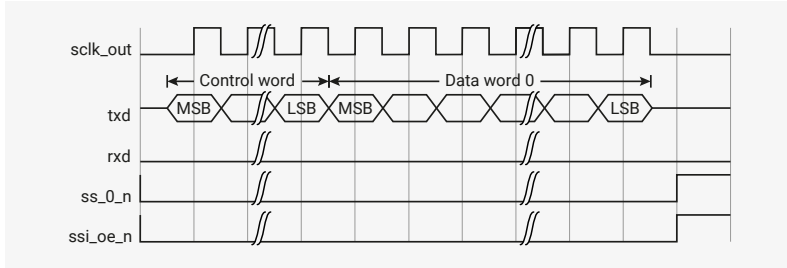 sclk_out
Control word
Data word 0
txd
MSB
LSB
MSB
LSB
rxd
ss_0_n
ssi_oe_n